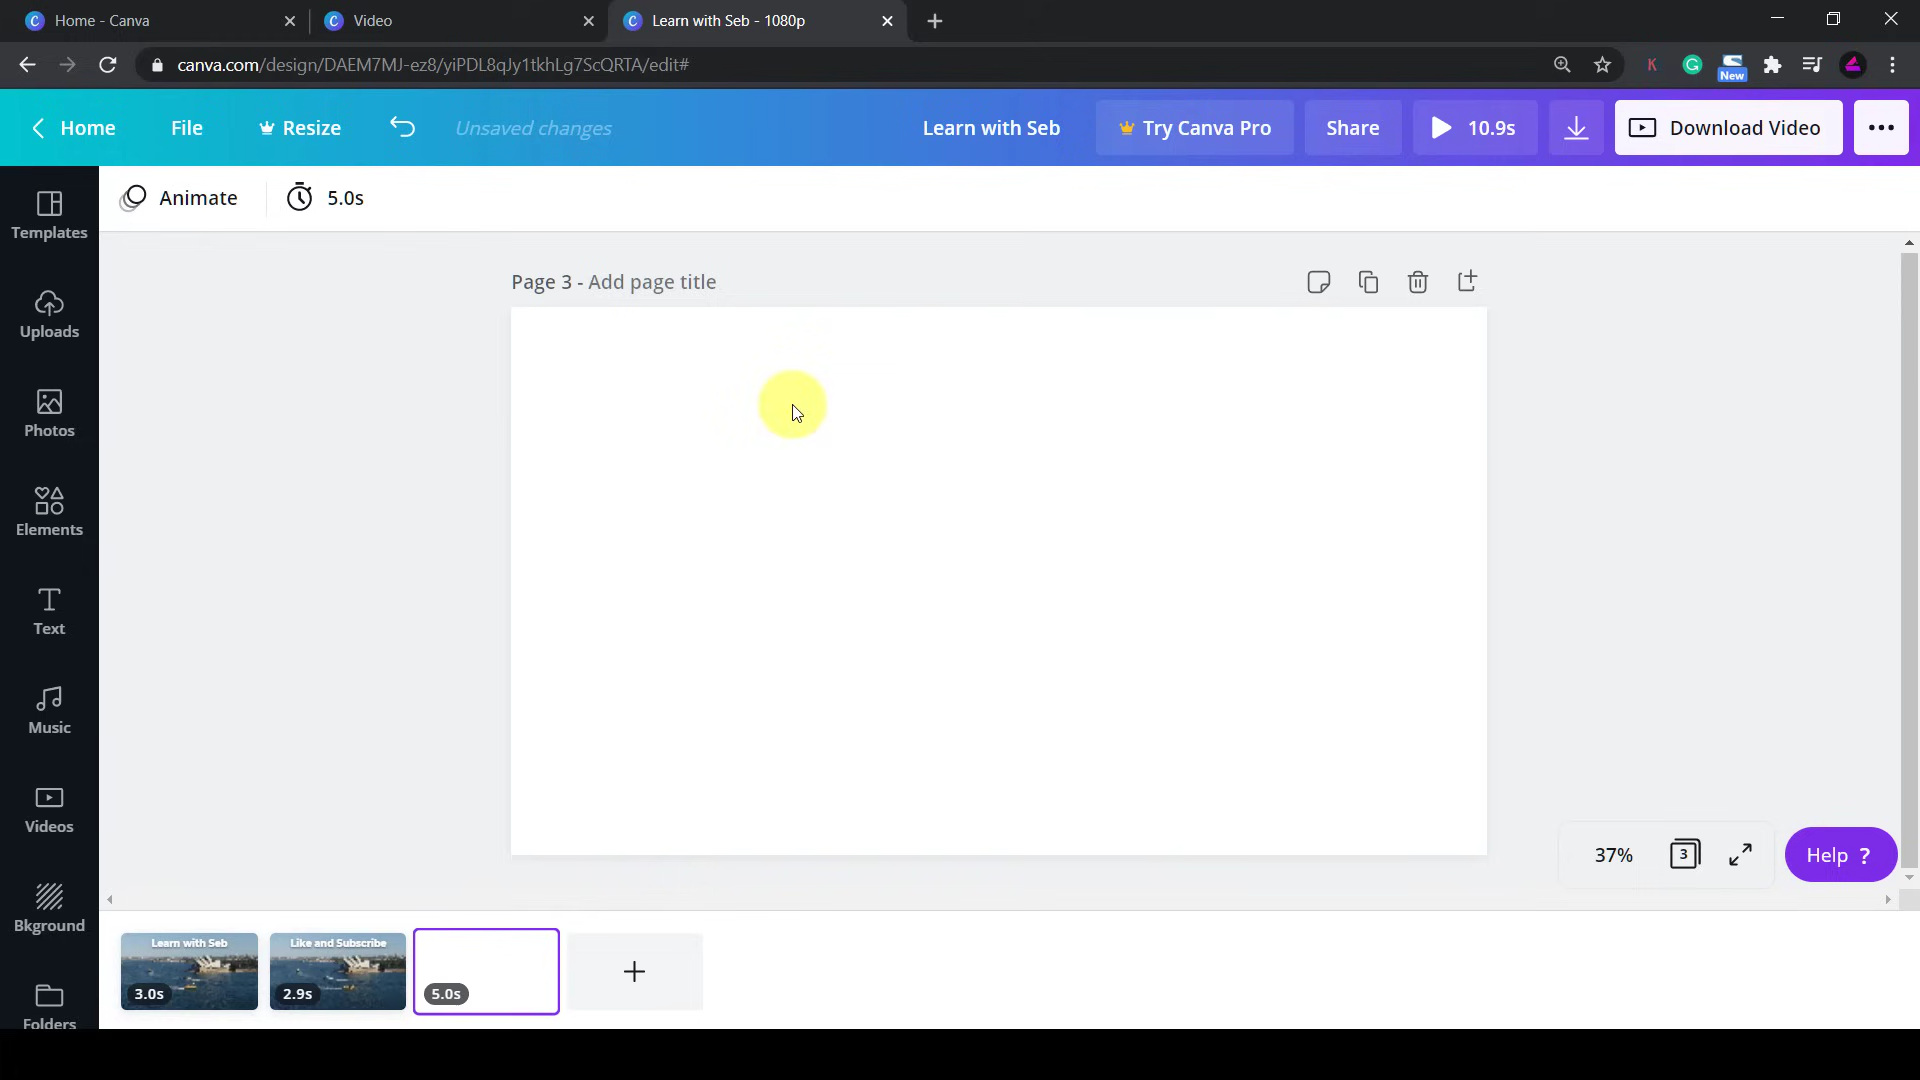 Home - Canva
Video
Learn with Seb - 1080p
canva.com/design/DAEM7MJ-ez8/yiPDL8qJy1tkhLg7ScQRTA/edit#
K
G
New
Home
File
Resize
Unsaved changes
Learn with Seb
Try Canva Pro
Share
10.9s
Download Video
Animate
5.0s
Templates
Uploads
Photos
Elements
Text
Music
Videos
Bkground
Folders
Page 3 - Add page title
37%
3
Help ?
Learn with Seb
3.0s
Like and Subscribe
2.9s
5.0s